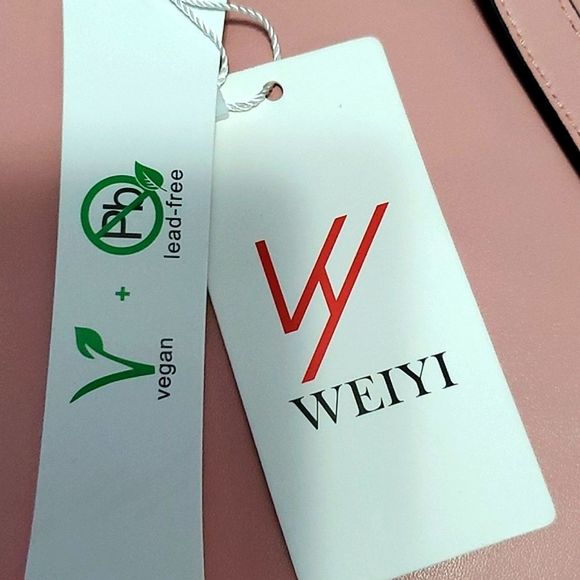 Pb
lead-free
+
vegan
WEIYI